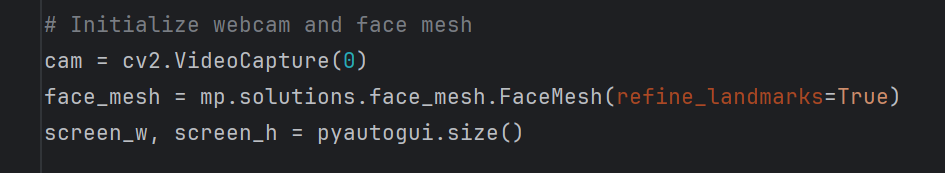 # Initialize webcam and face mesh
cam = cv2.VideoCapture(0)
face_mesh = mp.solutions.face_mesh.FaceMesh(refine_landmarks=True)
screen_w, screen_h = pyautogui.size()